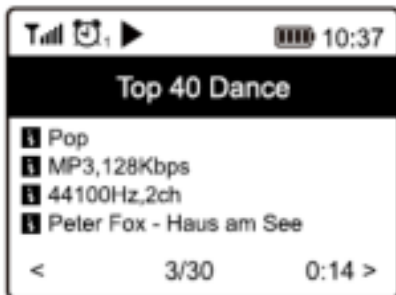 10:37
Top 40 Dance
i Pop
i MP3,128Kbps
i 44100Hz,2ch
i Peter Fox - Haus am See
< 3/30 0:14 >